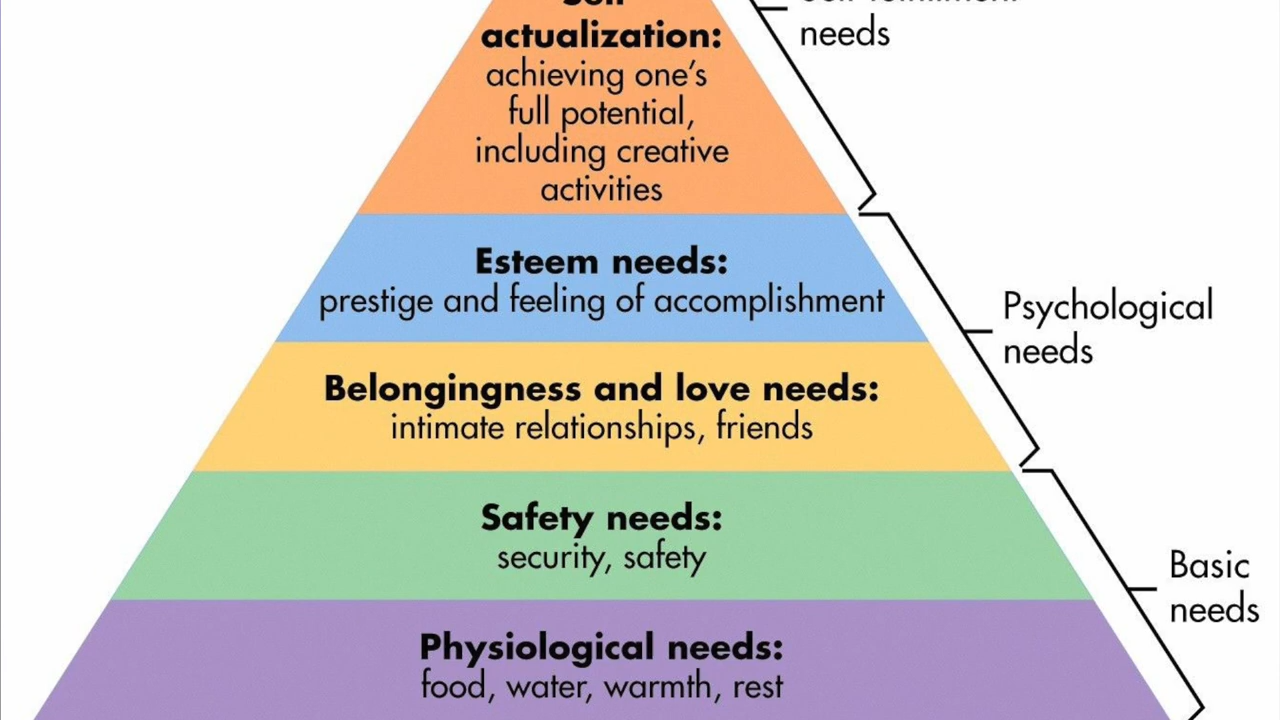 actualization:
achieving one's
full potential,
including creative
activities
needs
Esteem needs:
prestige and feeling of accomplishment
Psychological
needs
Belongingness and love needs:
intimate relationships, friends
Safety needs:
security, safety
Basic
needs
Physiological needs:
food, water, warmth, rest